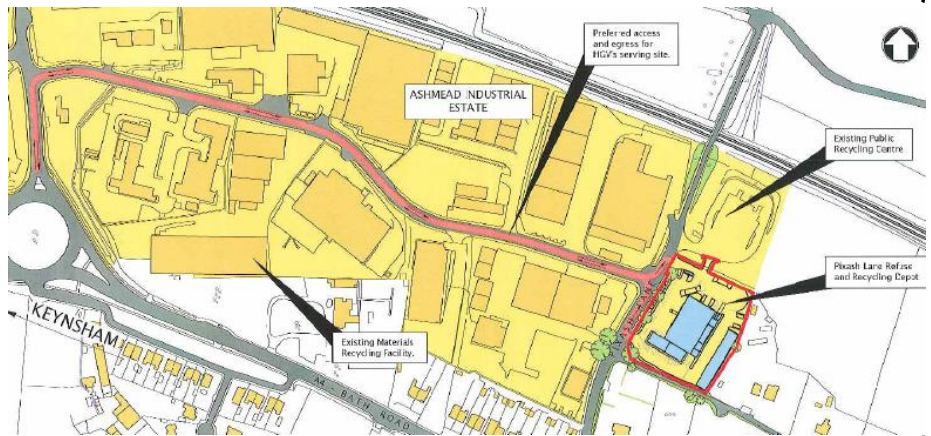 Preferred access
and egress for
HGV's serving site.
ASHMEAD INDUSTRIAL
ESTATE
Existing Public
Recycling Centre
Pixash Lane Refuse
and Recycling Depot
Existing Materials
Recycling Facility.
KEYNSHAM
A4 BATH ROAD